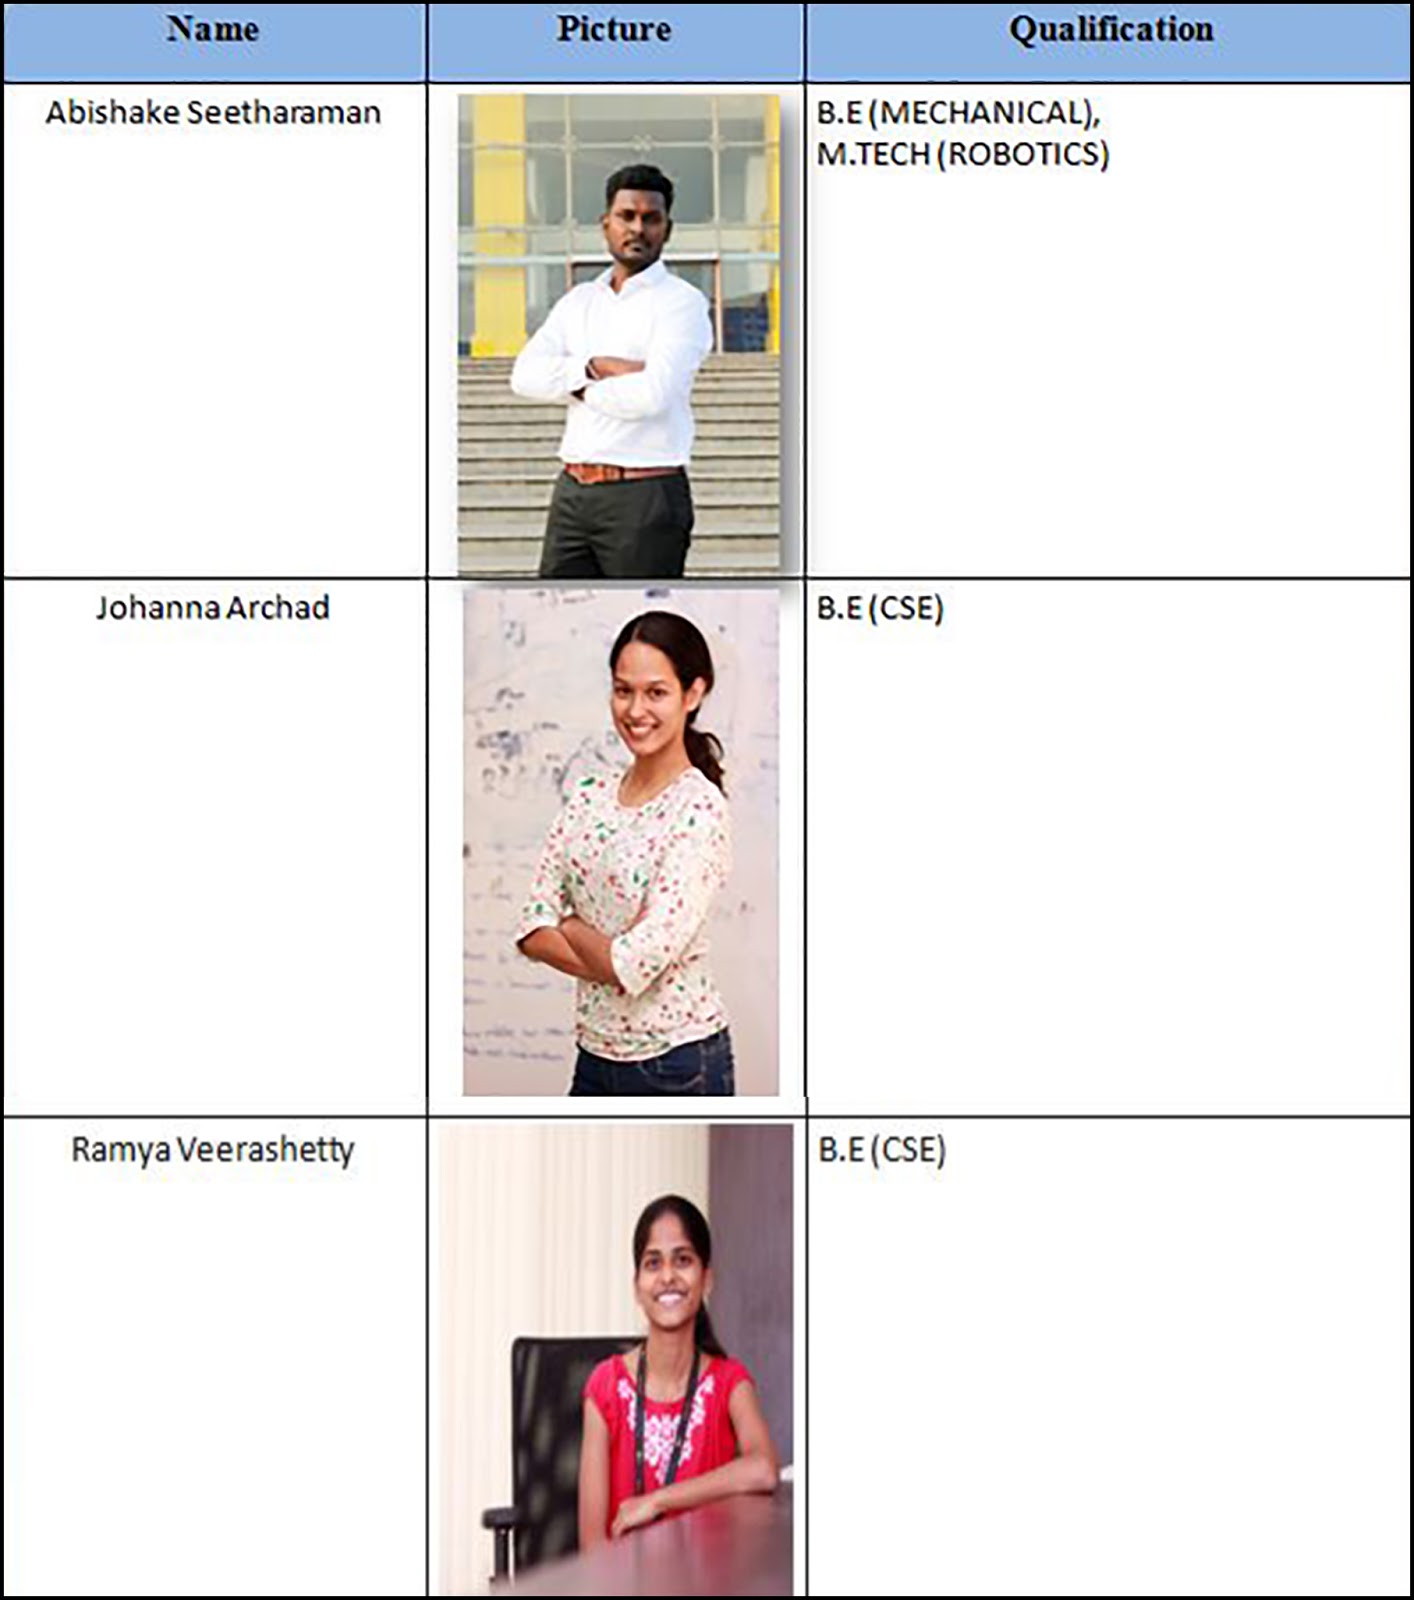 Name Picture Qualification
Abishake Seetharaman
B.E (MECHANICAL),
M.TECH (ROBOTICS)
Johanna Archad
B.E (CSE)
Ramya Veerashetty
B.E (CSE)